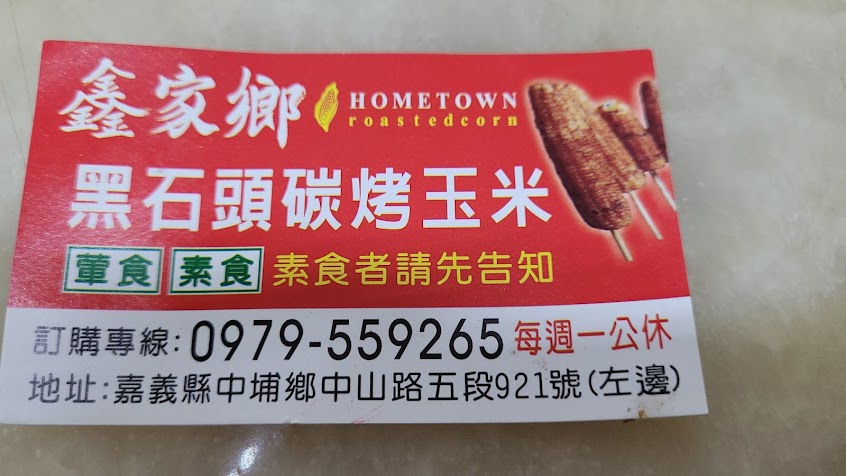 鑫家鄉 HOMETOWN
roastedcorn
黑石頭碳烤玉米
葷食 素食 素食者請先告知
訂購專線:0979-559265 每週一公休
地址:嘉義縣中埔鄉中山路五段921號(左邊)